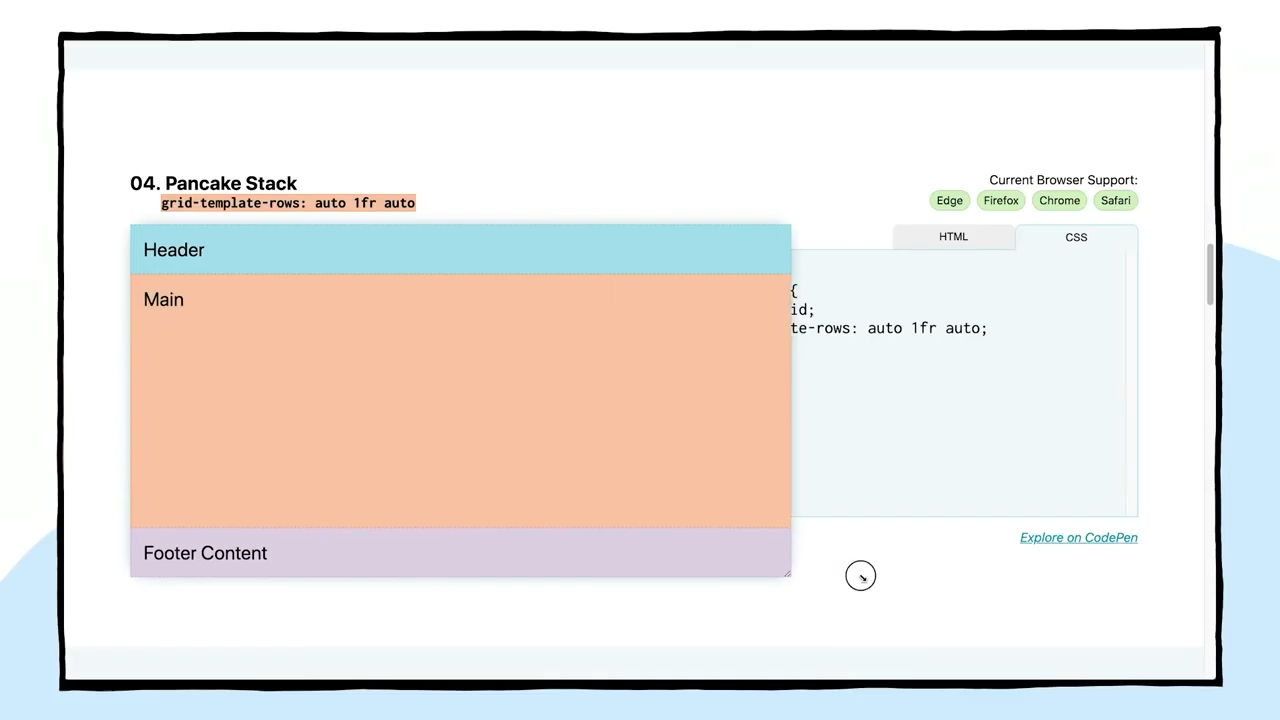 04. Pancake Stack
grid-template-rows: auto 1fr auto
Current Browser Support:
Edge Firefox Chrome Safari
Header
Main
Footer Content
HTML CSS
{
id;
te-rows: auto 1fr auto;
Explore on CodePen